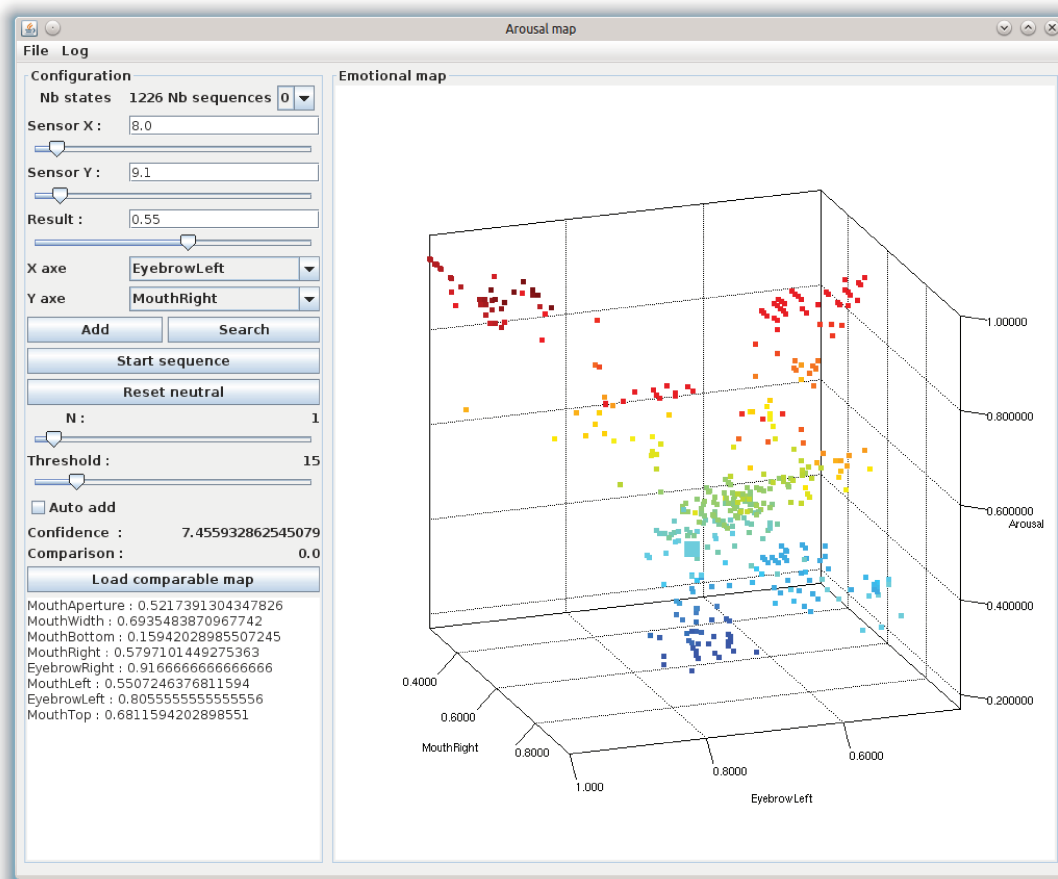 Arousal map
File Log
Configuration
Nb states 1226 Nb sequences 0
Sensor X : 8.0
Sensor Y : 9.1
Result : 0.55
X axe EyebrowLeft
Y axe MouthRight
Add Search
Start sequence
Reset neutral
N : 1
Threshold : 15
Auto add
Confidence : 7.455932862545079
Comparison : 0.0
Load comparable map
MouthAperture : 0.5217391304347826
MouthWidth : 0.6935483870967742
MouthBottom : 0.15942028985507245
MouthRight : 0.5797101449275363
EyebrowRight : 0.9166666666666666
MouthLeft : 0.5507246376811594
EyebrowLeft : 0.8055555555555556
MouthTop : 0.6811594202898551
Emotional map
1.00000
0.800000
0.600000
Arousal
0.400000
0.200000
0.4000
0.6000
MouthRight
0.8000
1.000
0.8000
0.6000
EyebrowLeft